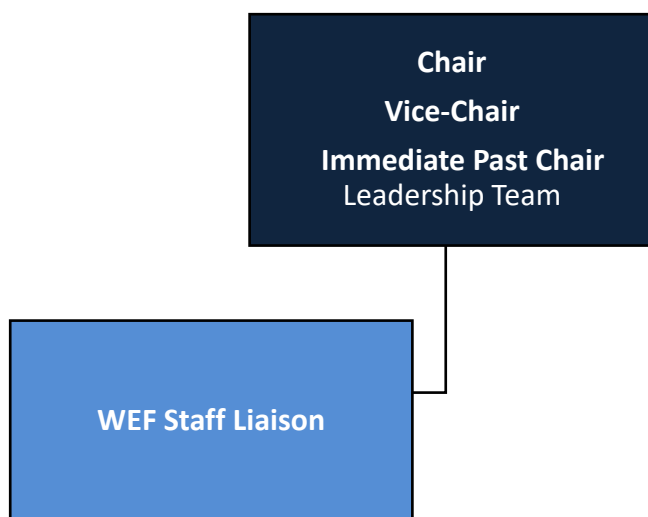 Chair
Vice-Chair
Immediate Past Chair
Leadership Team
WEF Staff Liaison